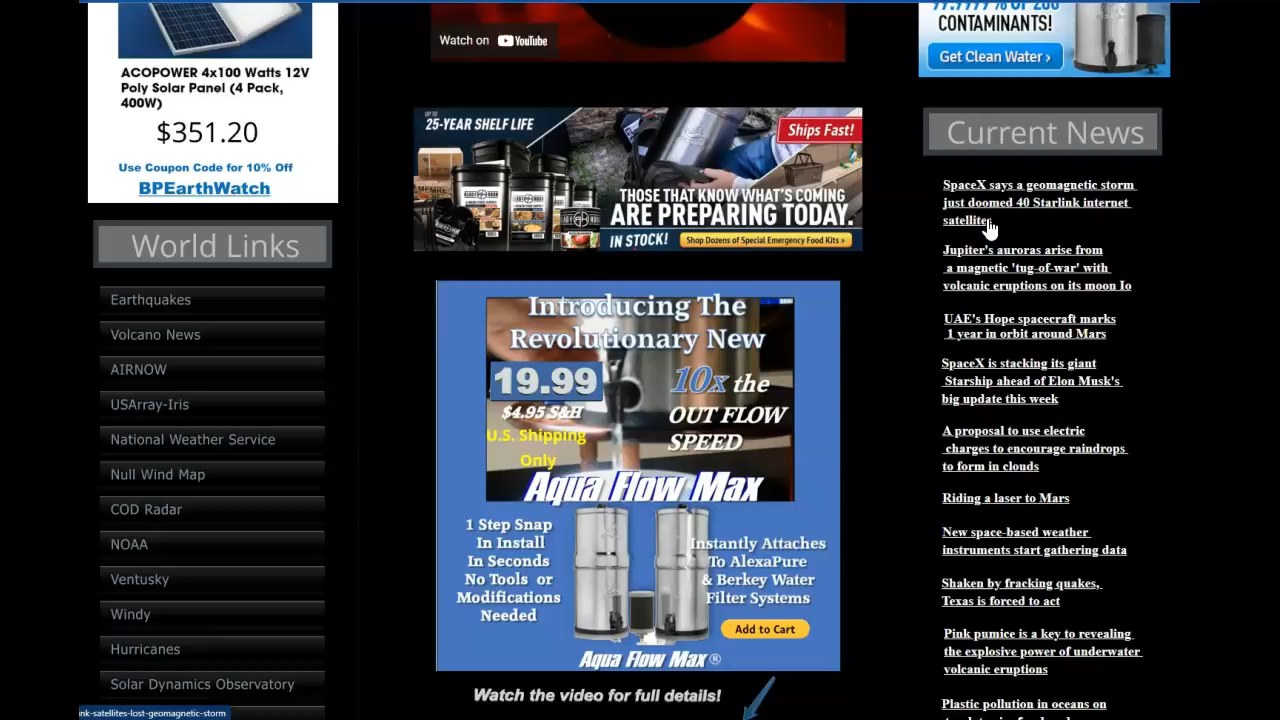 ACOPOWER 4x100 Watts 12V
Poly Solar Panel (4 Pack,
400W)
$351.20
Use Coupon Code for 10% Off
BPEarthWatch
World Links
Earthquakes
Volcano News
AIRNOW
USArray-Iris
National Weather Service
Null Wind Map
COD Radar
NOAA
Ventusky
Windy
Hurricanes
Solar Dynamics Observatory
nk-satellites-lost-geomagnetic-storm
Watch on YouTube
UP TO
25-YEAR SHELF LIFE
Ships Fast!
THOSE THAT KNOW WHAT'S COMING
ARE PREPARING TODAY.
IN STOCK!
Shop Dozens of Special Emergency Food Kits »
Introducing The
Revolutionary New
19.99
$4.95 S&H
U.S. Shipping
Only
10x the
OUT FLOW
SPEED
Aqua Flow Max
1 Step Snap
In Install
In Seconds
No Tools or
Modifications
Needed
Instantly Attaches
To AlexaPure
& Berkey Water
Filter Systems
Add to Cart
Aqua Flow Max®
Watch the video for full details!
CONTAMINANTS!
Get Clean Water ›
Current News
SpaceX says a geomagnetic storm
just doomed 40 Starlink internet
satellites
Jupiter's auroras arise from
a magnetic 'tug-of-war' with
volcanic eruptions on its moon Io
UAE's Hope spacecraft marks
1 year in orbit around Mars
SpaceX is stacking its giant
Starship ahead of Elon Musk's
big update this week
A proposal to use electric
charges to encourage raindrops
to form in clouds
Riding a laser to Mars
New space-based weather
instruments start gathering data
Shaken by fracking quakes,
Texas is forced to act
Pink pumice is a key to revealing
the explosive power of underwater
volcanic eruptions
Plastic pollution in oceans on